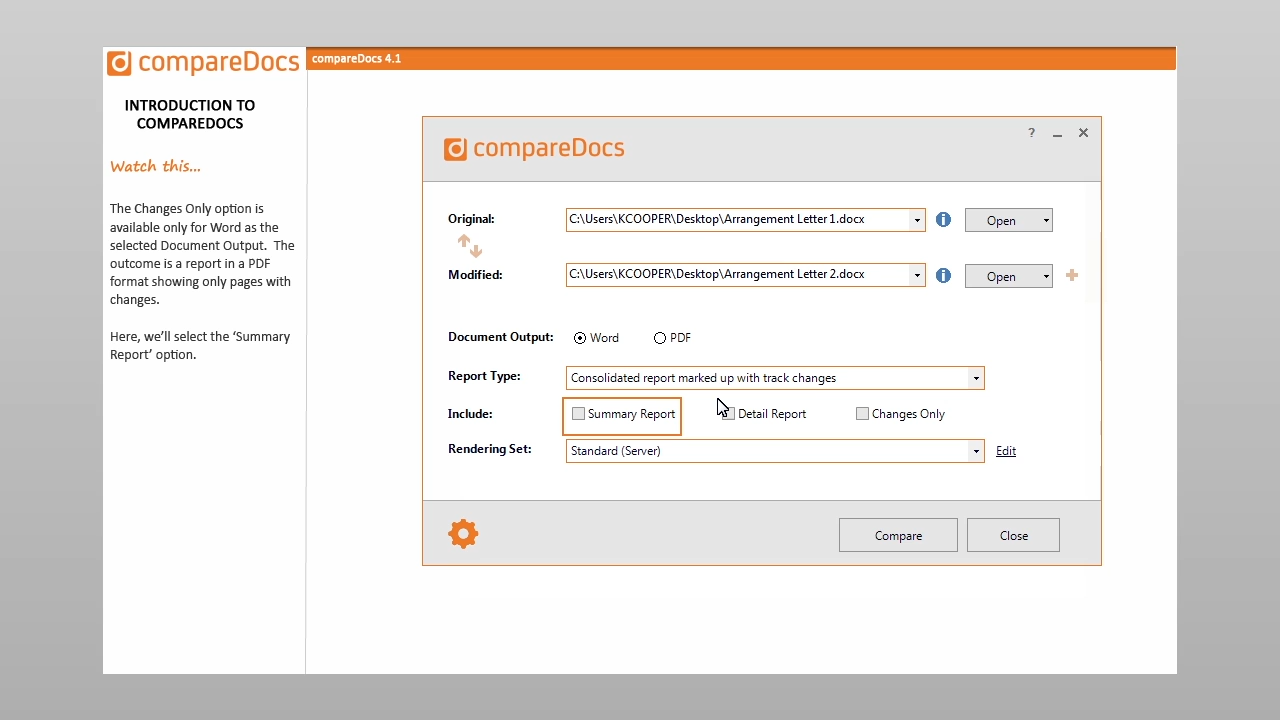 compareDocs
compareDocs 4.1
INTRODUCTION TO
COMPAREDOCS
Watch this...
The Changes Only option is
available only for Word as the
selected Document Output.  The
outcome is a report in a PDF
format showing only pages with
changes.
Here, we'll select the 'Summary
Report' option.
compareDocs
?
Original:
C:\Users\KCOOPER\Desktop\Arrangement Letter 1.docx
Open
Modified:
C:\Users\KCOOPER\Desktop\Arrangement Letter 2.docx
Open
Document Output:
Word
PDF
Report Type:
Consolidated report marked up with track changes
Include:
Summary Report
Detail Report
Changes Only
Rendering Set:
Standard (Server)
Edit
Compare
Close